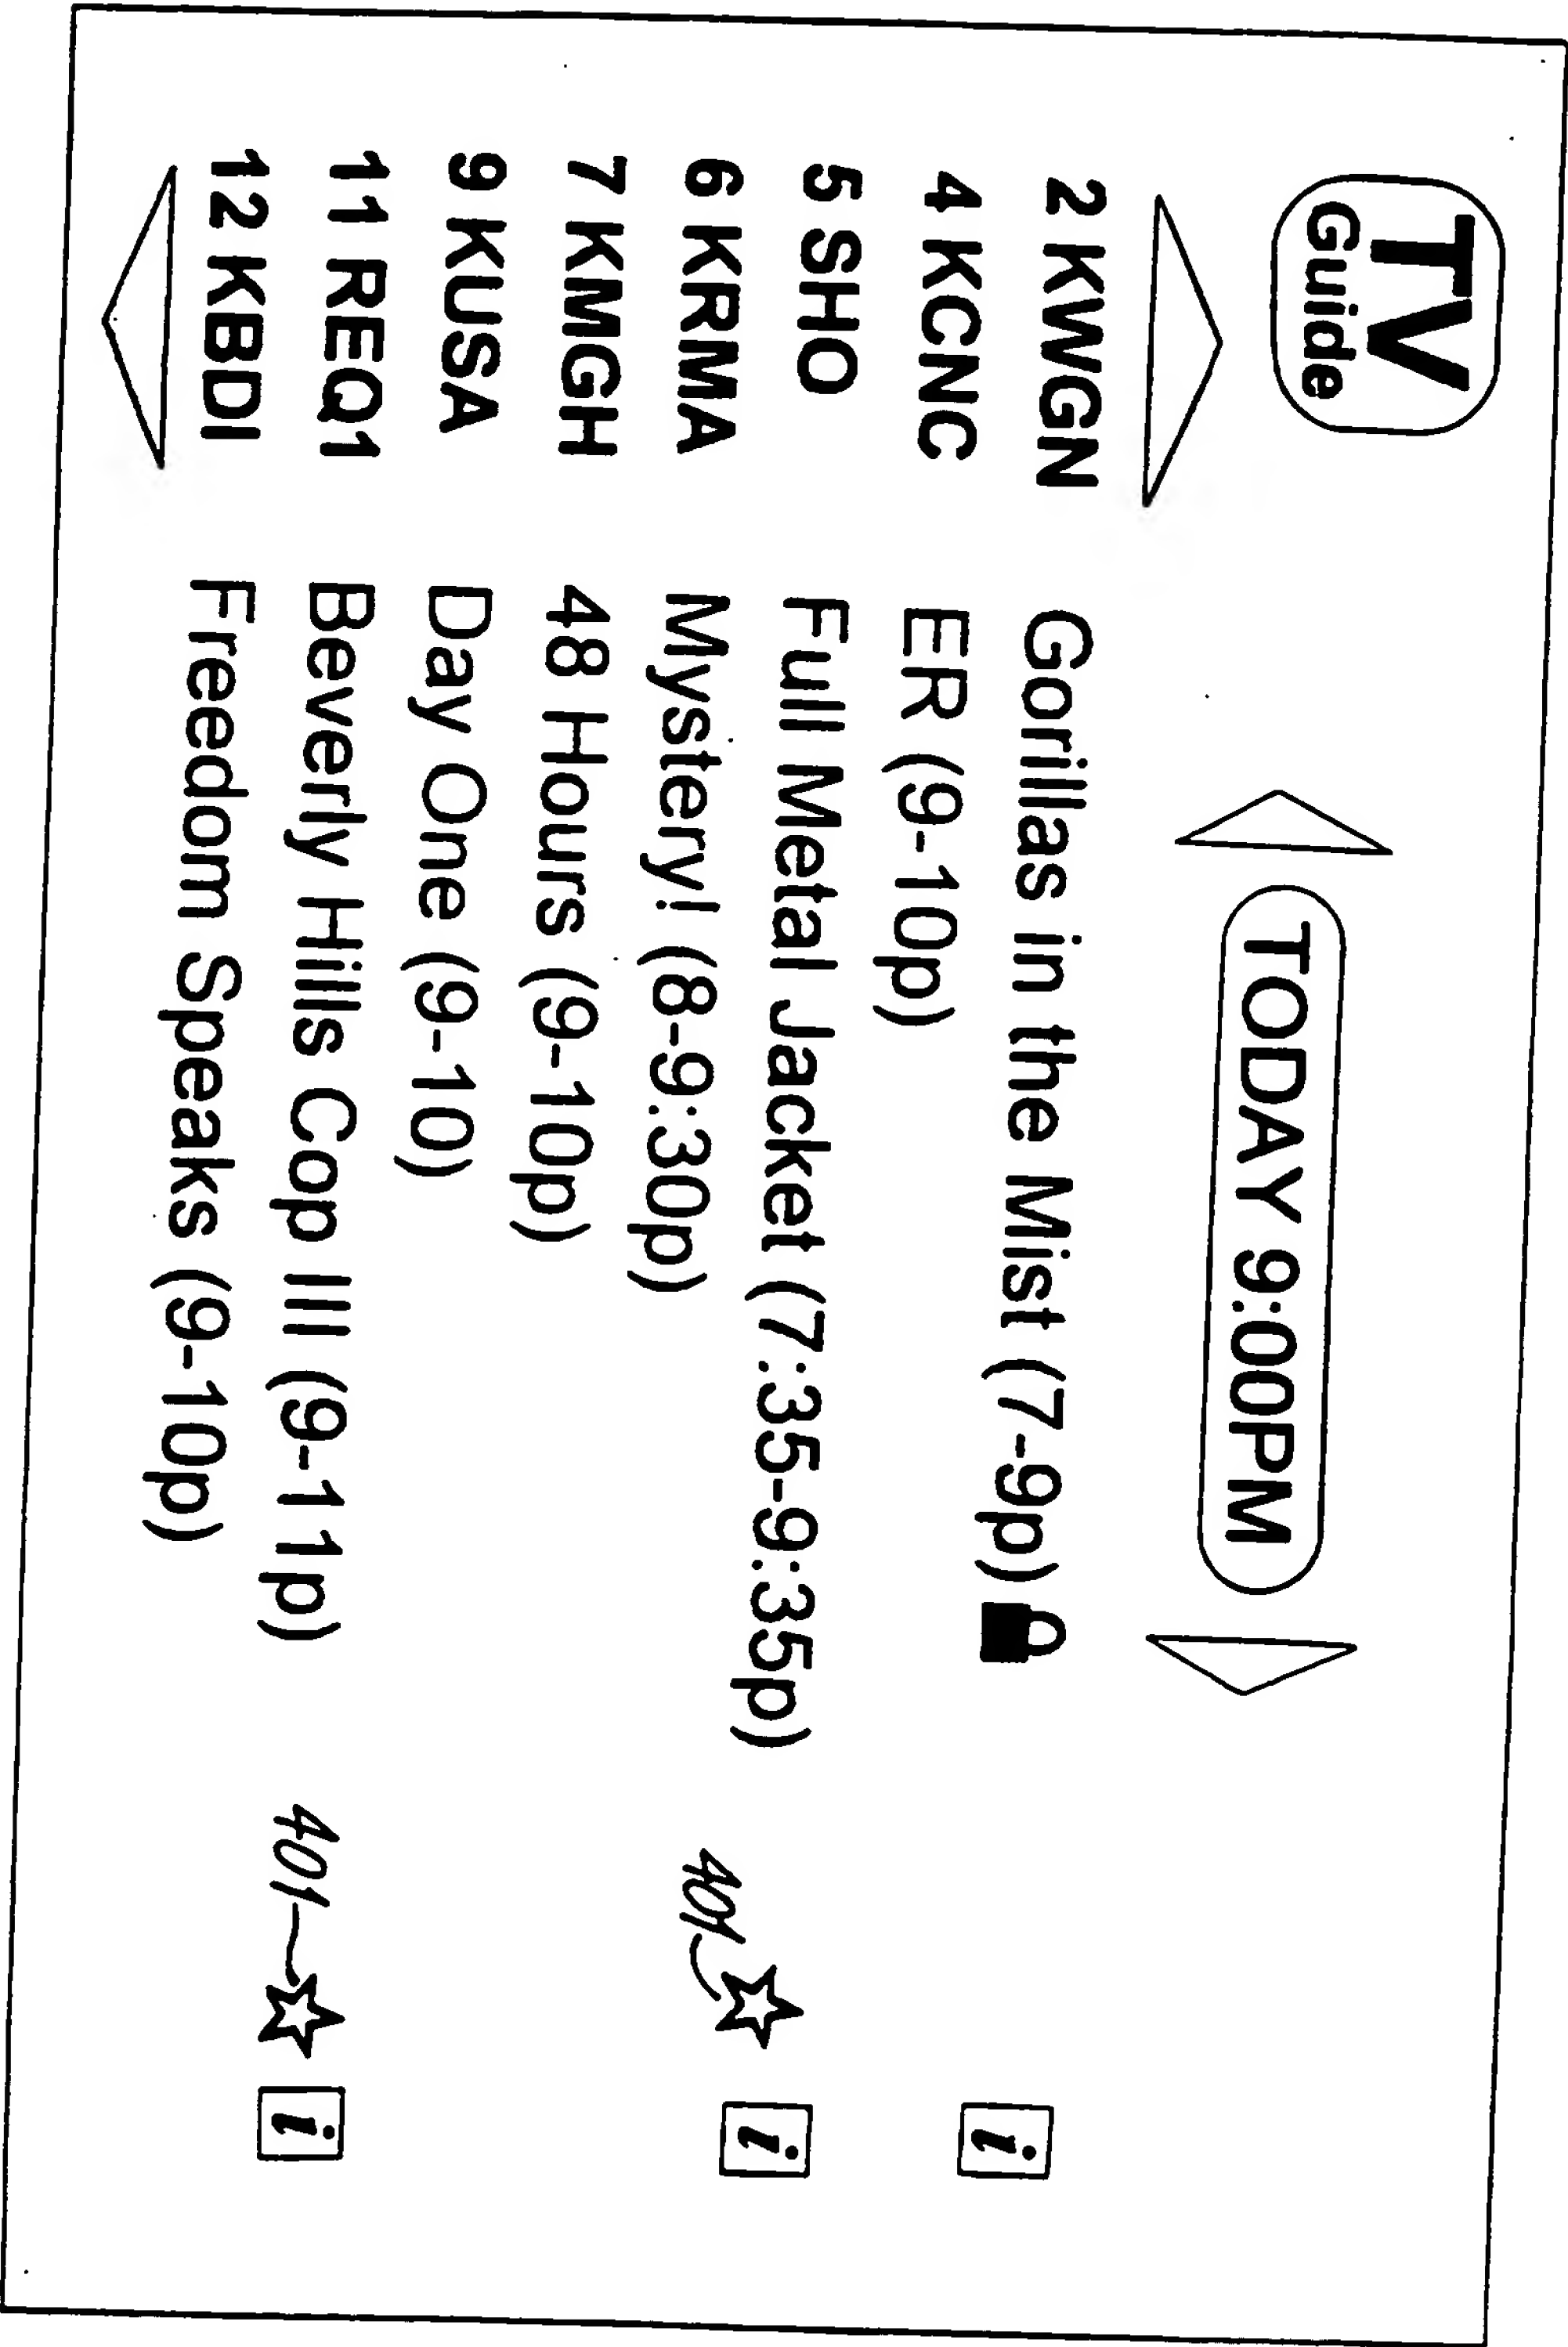 TV
Guide
TODAY 9:00PM
2 KWGN Gorillas in the Mist (7-9p) i
4 KCNC ER (9-10p)
5 SHO Full Metal Jacket (7:35-9:35p) 401 i
6 KRMA Mystery! (8-9:30p)
7 KMGH 48 Hours (9-10p)
9 KUSA Day One (9-10)
11 REQ1 Beverly Hills Cop III (9-11p) 401 i
12 KBDI Freedom Speaks (9-10p)